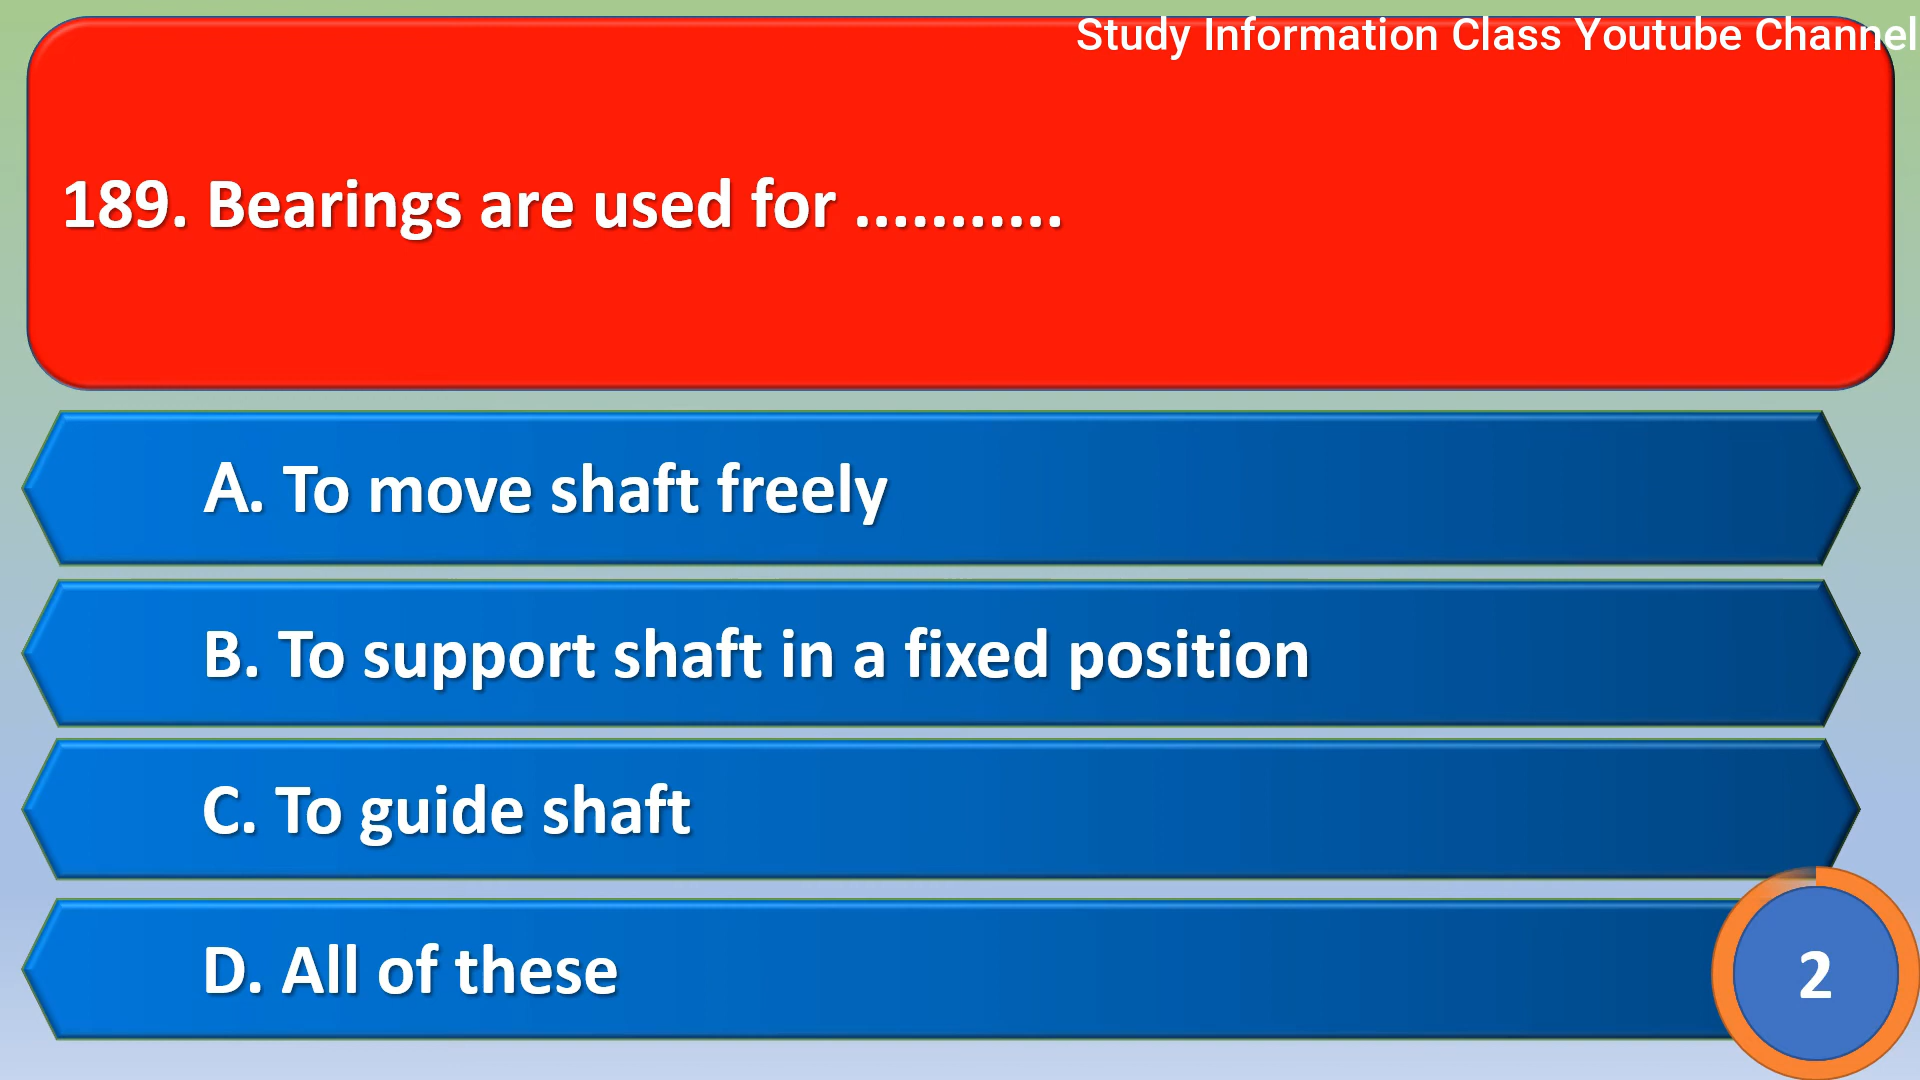 Study Information Class Youtube Channel
189. Bearings are used for ...........
A. To move shaft freely
B. To support shaft in a fixed position
C. To guide shaft
D. All of these
2